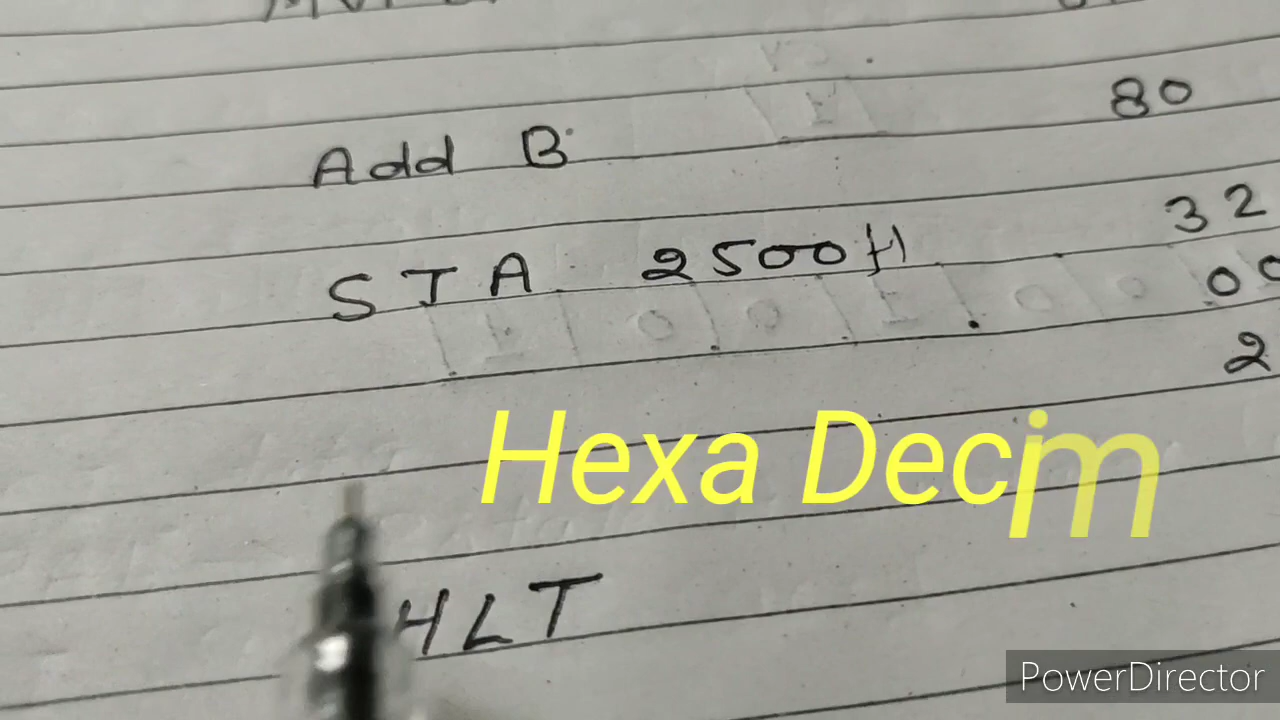 Add B 80
STA 2500H 32
00
2
Hexa Decim
HLT
PowerDirector